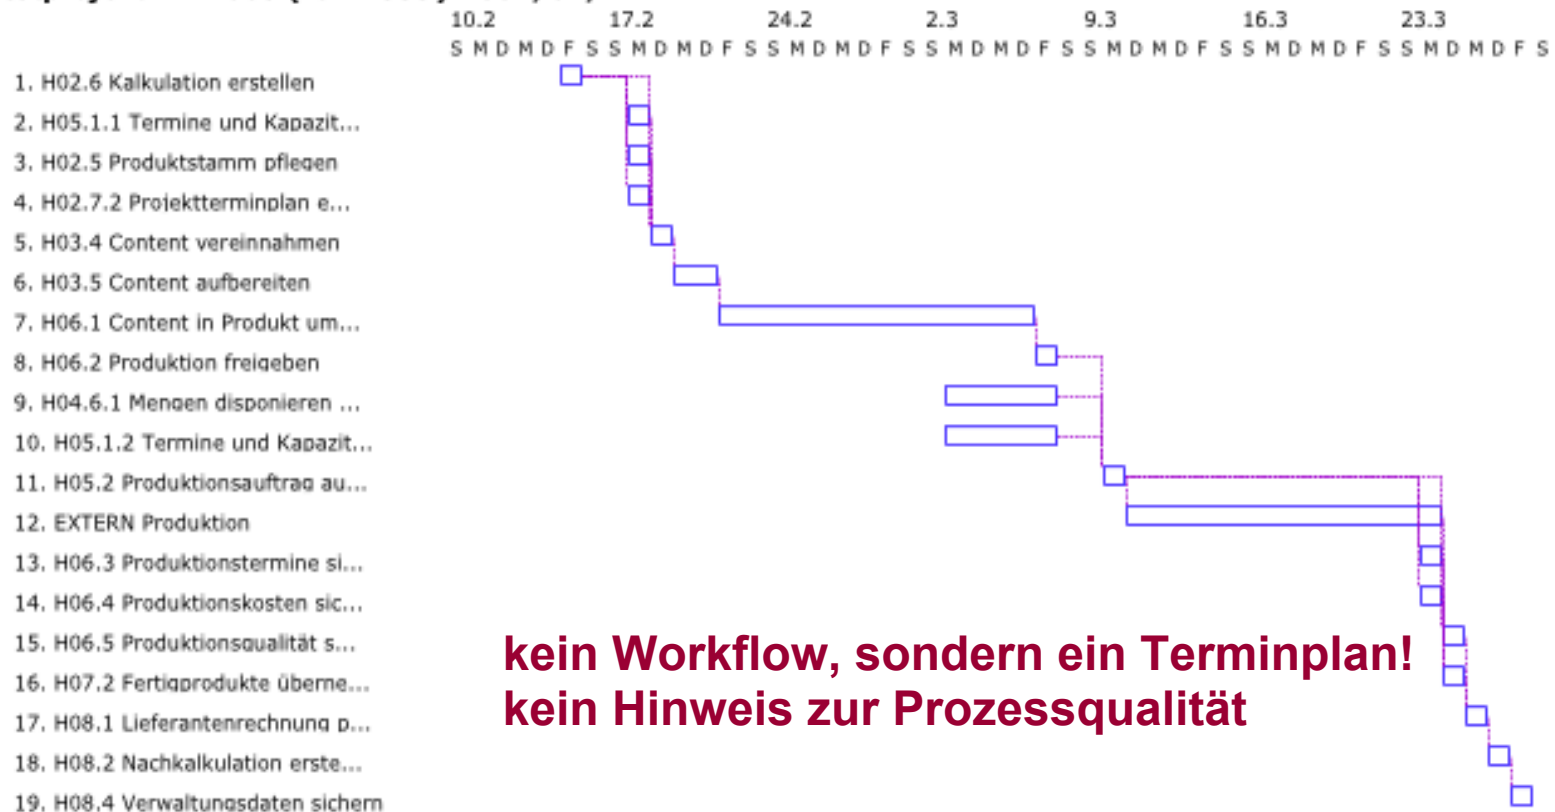 10.2 17.2 24.2 2.3 9.3 16.3 23.3
S M D M D F S S M D M D F S S M D M D F S S M D M D F S S M D M D F S S M D M D F S S M D M D F S
1. H02.6 Kalkulation erstellen
2. H05.1.1 Termine und Kapazit...
3. H02.5 Produktstamm pflegen
4. H02.7.2 Projektterminplan e...
5. H03.4 Content vereinnahmen
6. H03.5 Content aufbereiten
7. H06.1 Content in Produkt um...
8. H06.2 Produktion freigeben
9. H04.6.1 Mengen disponieren ...
10. H05.1.2 Termine und Kapazit...
11. H05.2 Produktionsauftrag au...
12. EXTERN Produktion
13. H06.3 Produktionstermine si...
14. H06.4 Produktionskosten sic...
15. H06.5 Produktionsqualität s...
16. H07.2 Fertigprodukte überne...
17. H08.1 Lieferantenrechnung p...
18. H08.2 Nachkalkulation erste...
19. H08.4 Verwaltungsdaten sichern
kein Workflow, sondern ein Terminplan!
kein Hinweis zur Prozessqualität